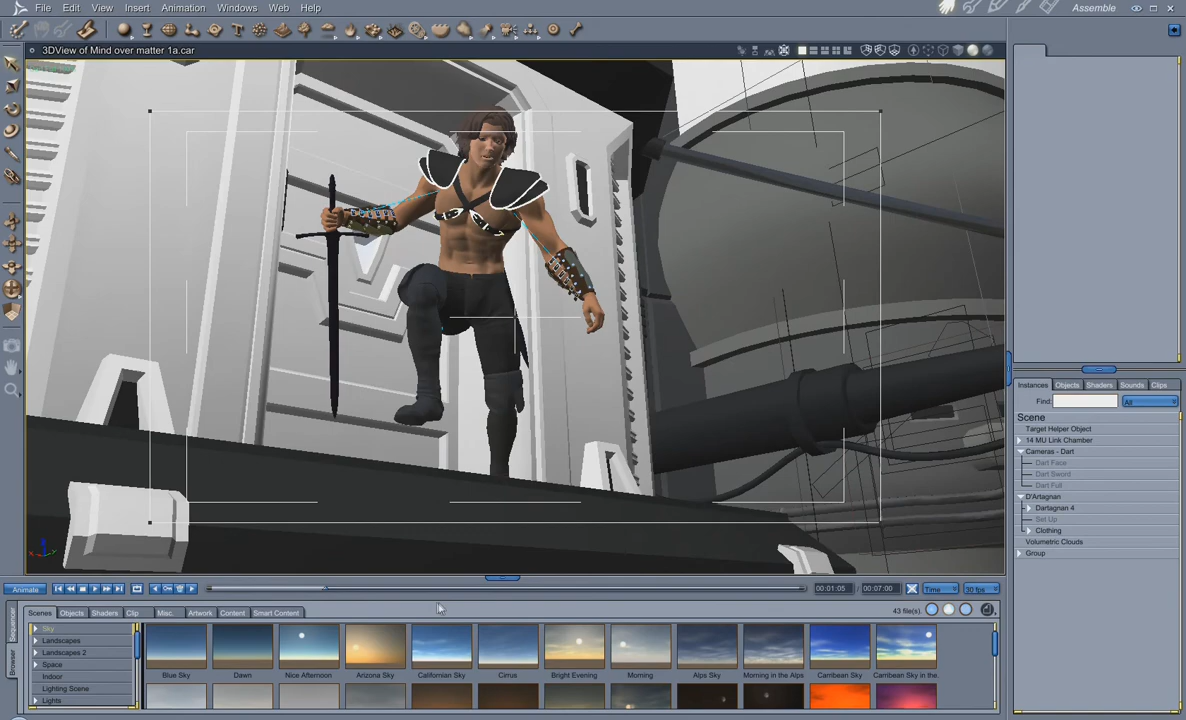 File Edit View Insert Animation Windows Web Help
Assemble
3DView of Mind over matter 1a.car
Instances Objects Shaders Sounds Clips
Find: All
Scene
Target Helper Object
14 MU Link Chamber
Cameras - Dart
Dart Face
Dart Sword
Dart Full
D'Artagnan
Dartagnan 4
Set Up
Clothing
Volumetric Clouds
Group
Animate 00:01:05 / 00:07:00 Time 30 fps
Sequencer
Browser
Scenes Objects Shaders Clip Misc. Artwork Content Smart Content 43 file(s).
Sky
Landscapes
Landscapes 2
Space
Indoor
Lighting Scene
Lights
Blue Sky Dawn Nice Afternoon Arizona Sky Californian Sky Cirrus Bright Evening Morning Alps Sky Morning in the Alps Carribean Sky Carribean Sky in the.